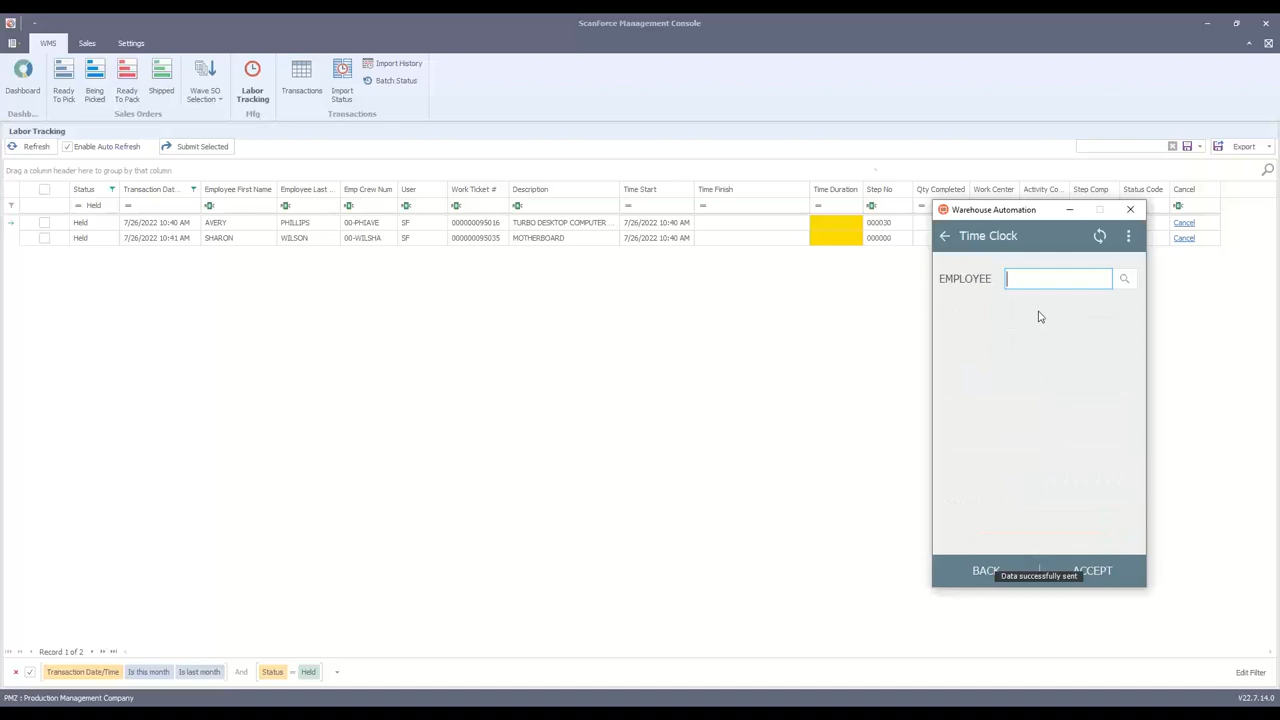 ScanForce Management Console
WMS Sales Settings
Dashboard
Ready To Pick
Being Picked
Ready To Pack
Shipped
Wave SO Selection
Labor Tracking
Transactions
Import Status
Import History
Batch Status
Dashb... Sales Orders Mfg Transactions
Labor Tracking
Refresh Enable Auto Refresh Submit Selected Export
Drag a column header here to group by that column
Status Transaction Dat... Employee First Name Employee Last ... Emp Crew Num User Work Ticket # Description Time Start Time Finish Time Duration Step No Qty Completed Work Center Activity Co... Step Comp Status Code Cancel
= Held = = = = =
Held 7/26/2022 10:40 AM AVERY PHILLIPS 00-PHIAVE SF 00000095016 TURBO DESKTOP COMPUTER ... 7/26/2022 10:40 AM 000030 Cancel
Held 7/26/2022 10:41 AM SHARON WILSON 00-WILSHA SF 00000095035 MOTHERBOARD 7/26/2022 10:40 AM 000000 Cancel
Warehouse Automation
Time Clock
EMPLOYEE
BACK ACCEPT
Data successfully sent
Record 1 of 2
Transaction Date/Time Is this month Is last month And Status = Held Edit Filter
PMZ : Production Management Company V22.7.14.0